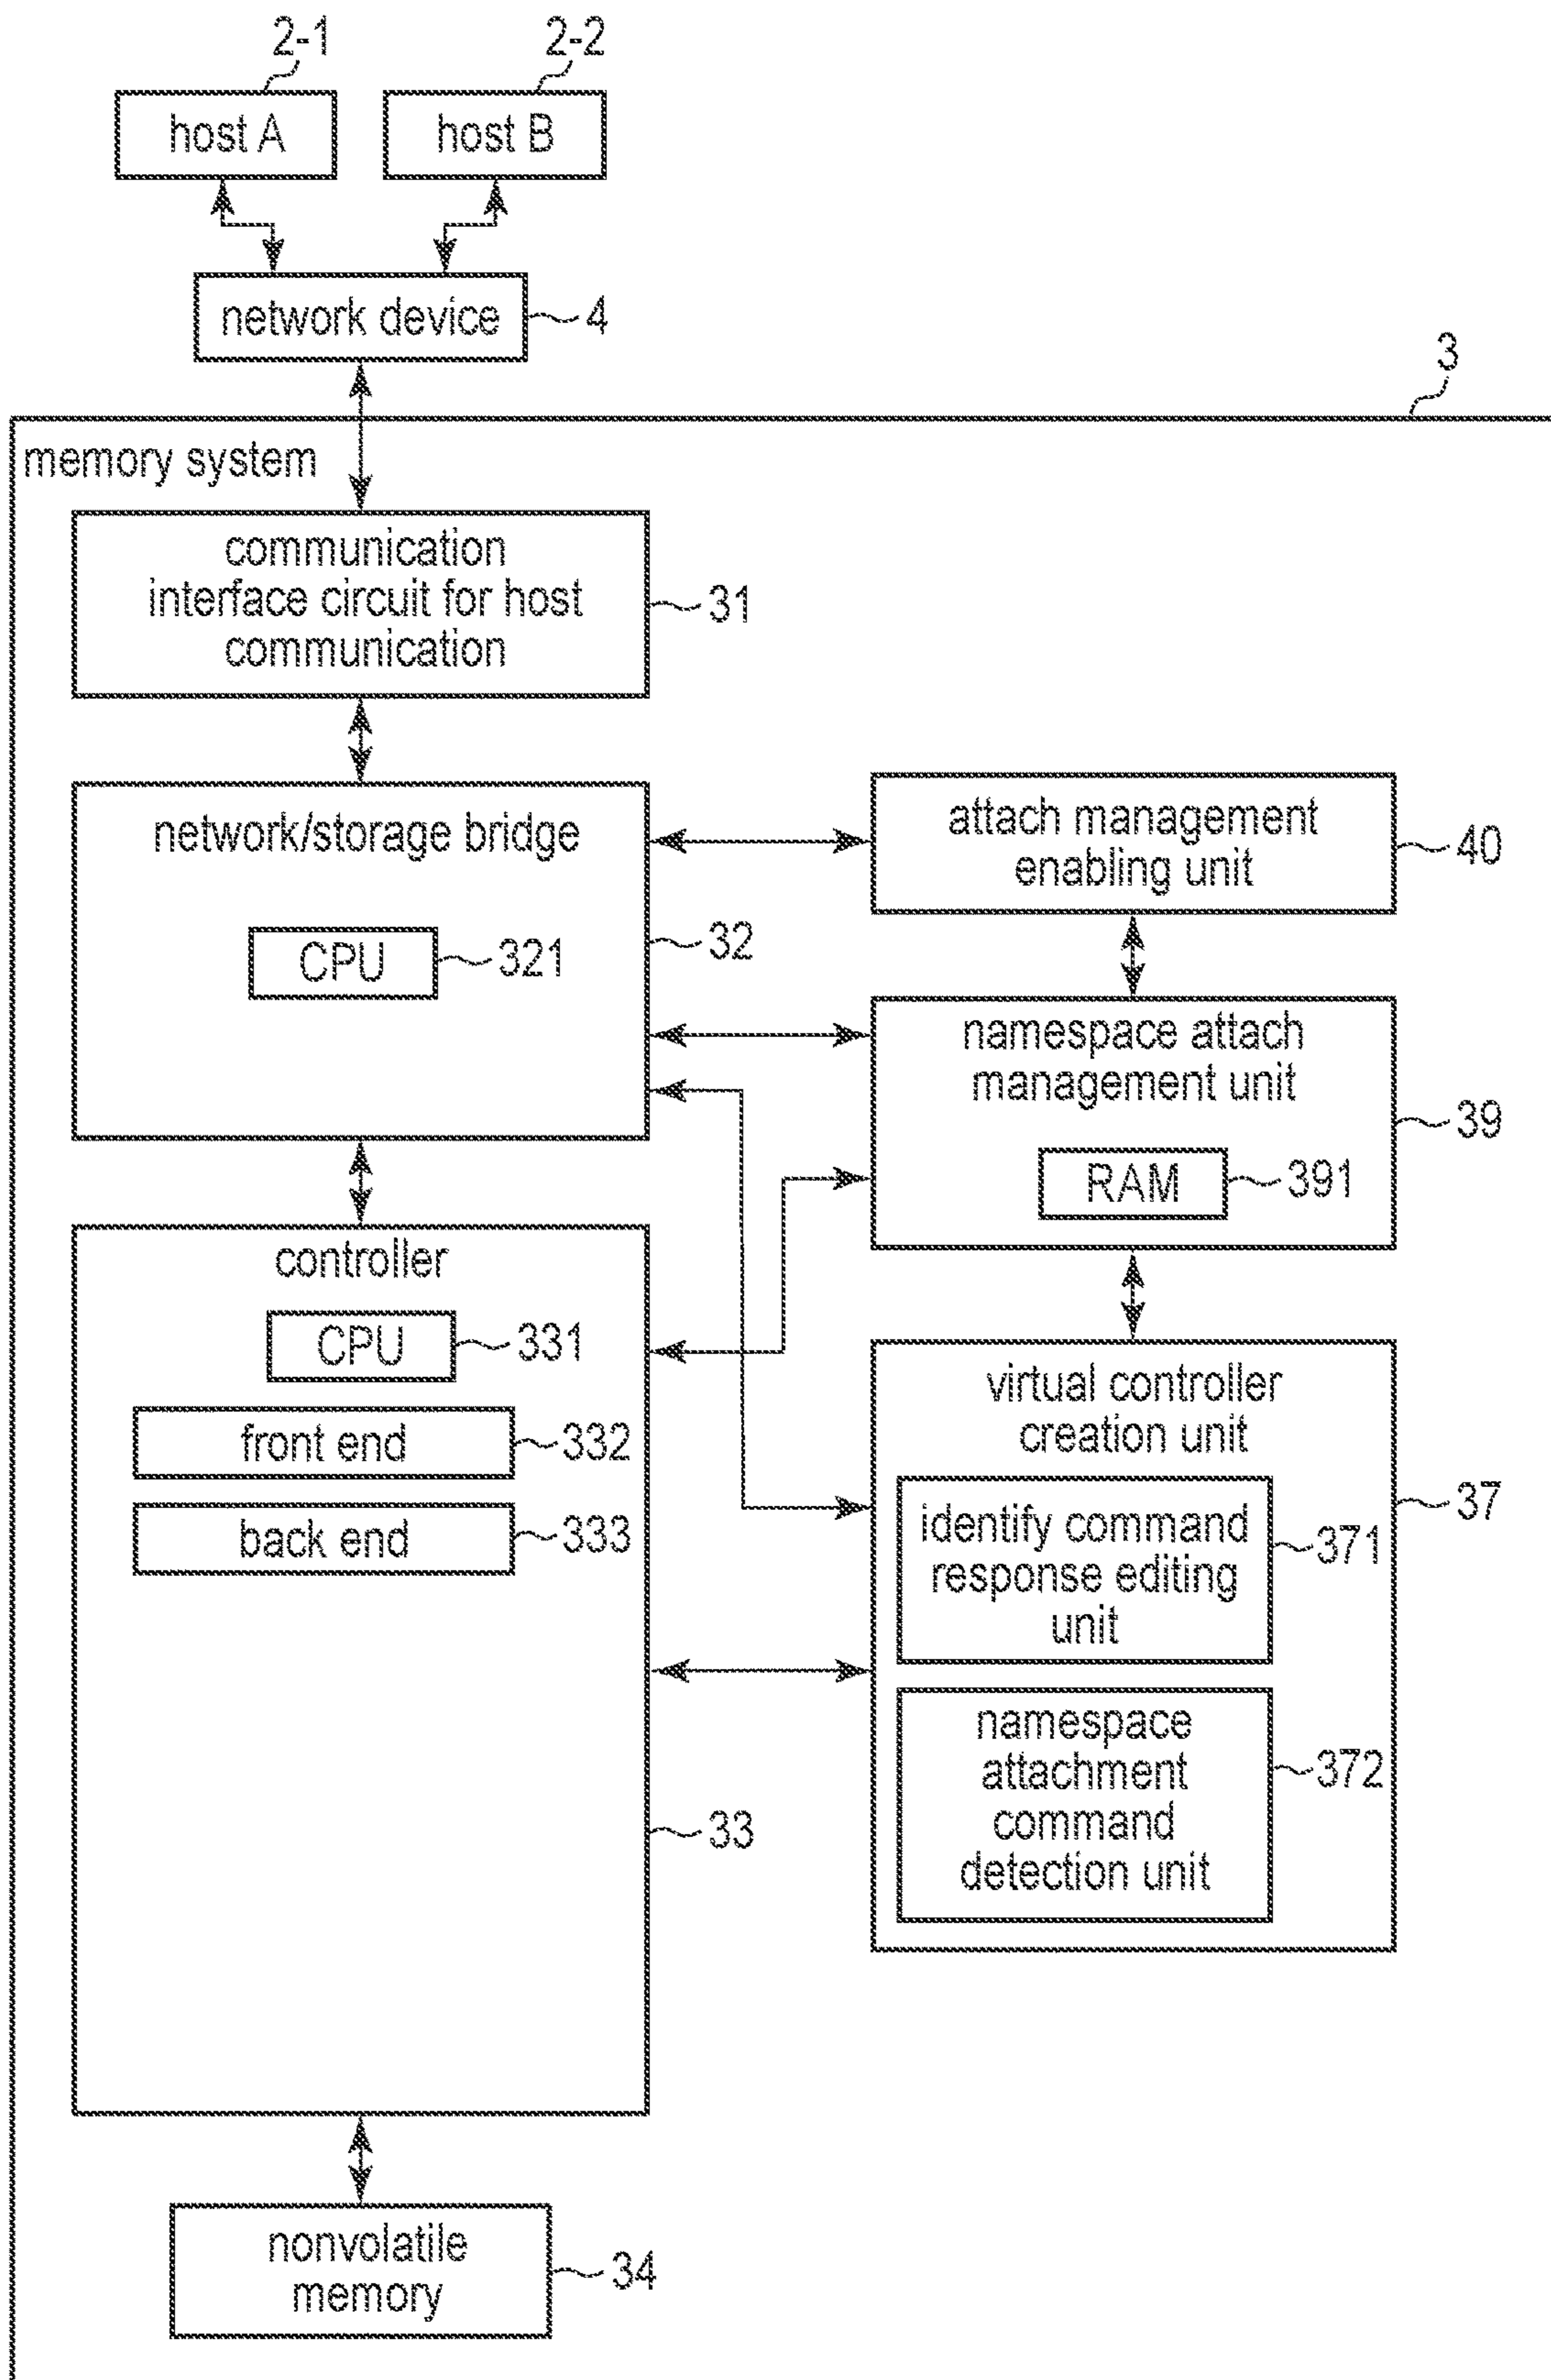 2-1
2-2
host A
host B
network device
4
3
memory system
communication
interface circuit for host
communication
31
network/storage bridge
32
CPU
321
attach management
enabling unit
40
namespace attach
management unit
39
RAM
391
controller
CPU
331
front end
332
back end
333
33
virtual controller
creation unit
37
identify command
response editing
unit
371
namespace
attachment
command
detection unit
372
nonvolatile
memory
34